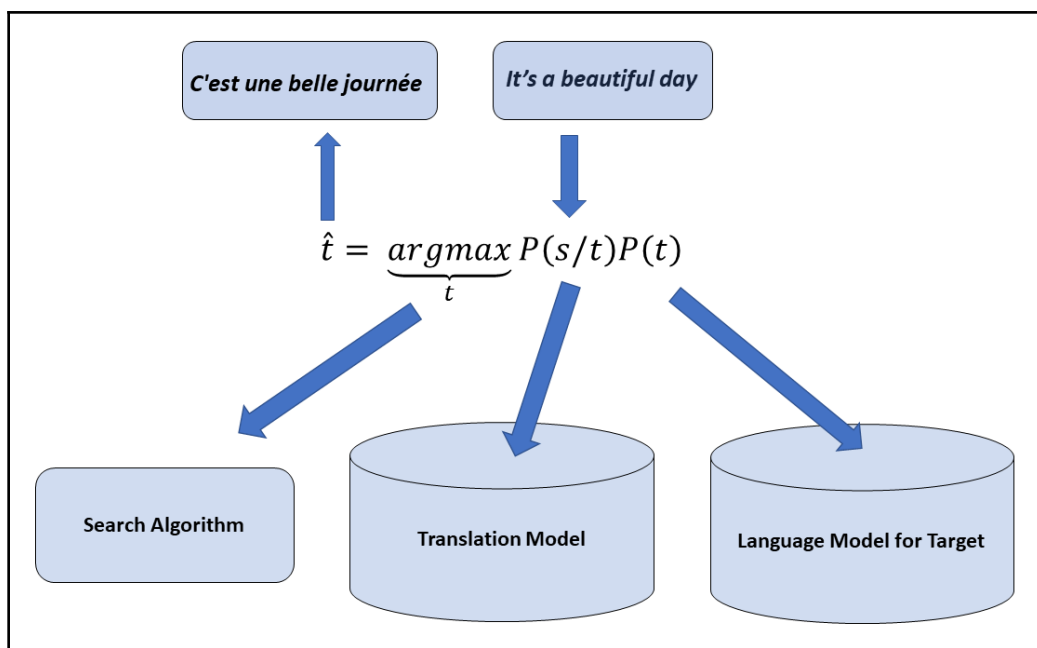 C'est une belle journée
It’s a beautiful day
t̂ = argmax P(s/t)P(t)
t
Search Algorithm
Translation Model
Language Model for Target